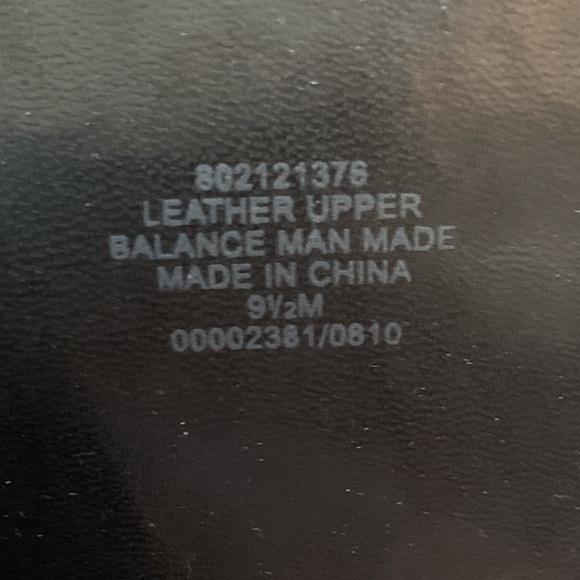 802121376
LEATHER UPPER
BALANCE MAN MADE
MADE IN CHINA
9½M
00002381/0810